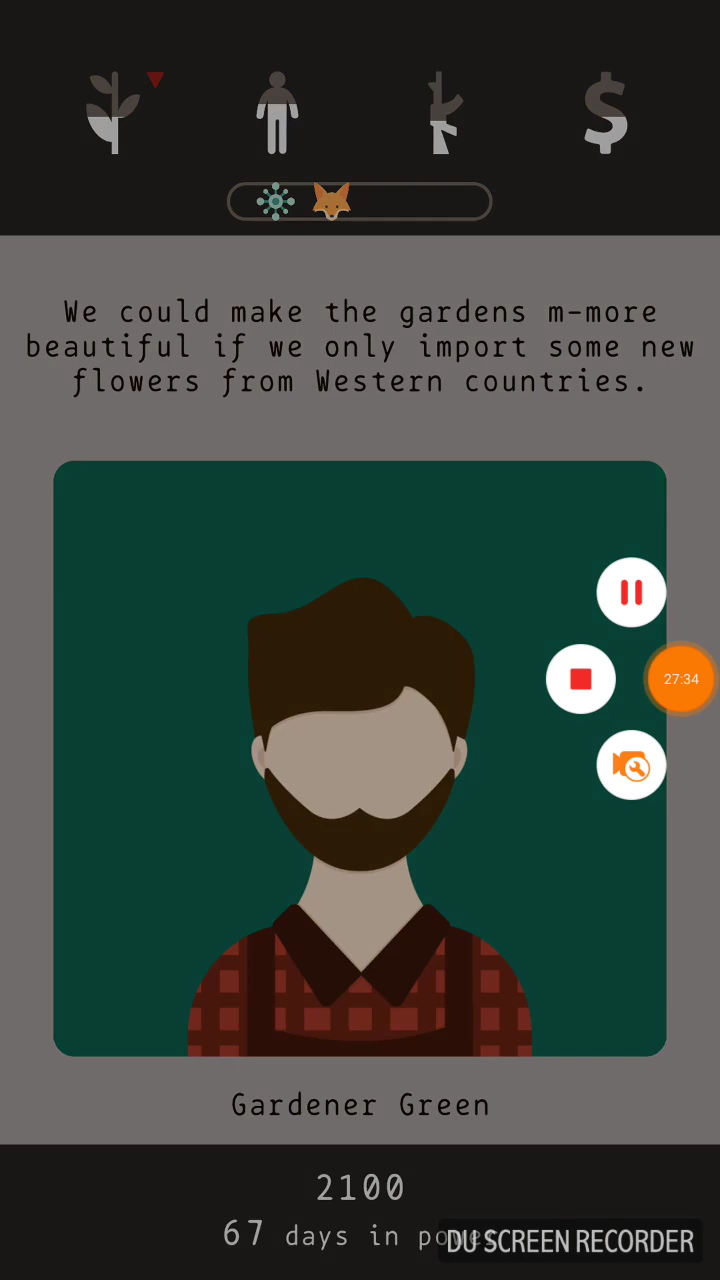 We could make the gardens m-more
beautiful if we only import some new
flowers from Western countries.
27:34
Gardener Green
2100
67 days in power
DU SCREEN RECORDER